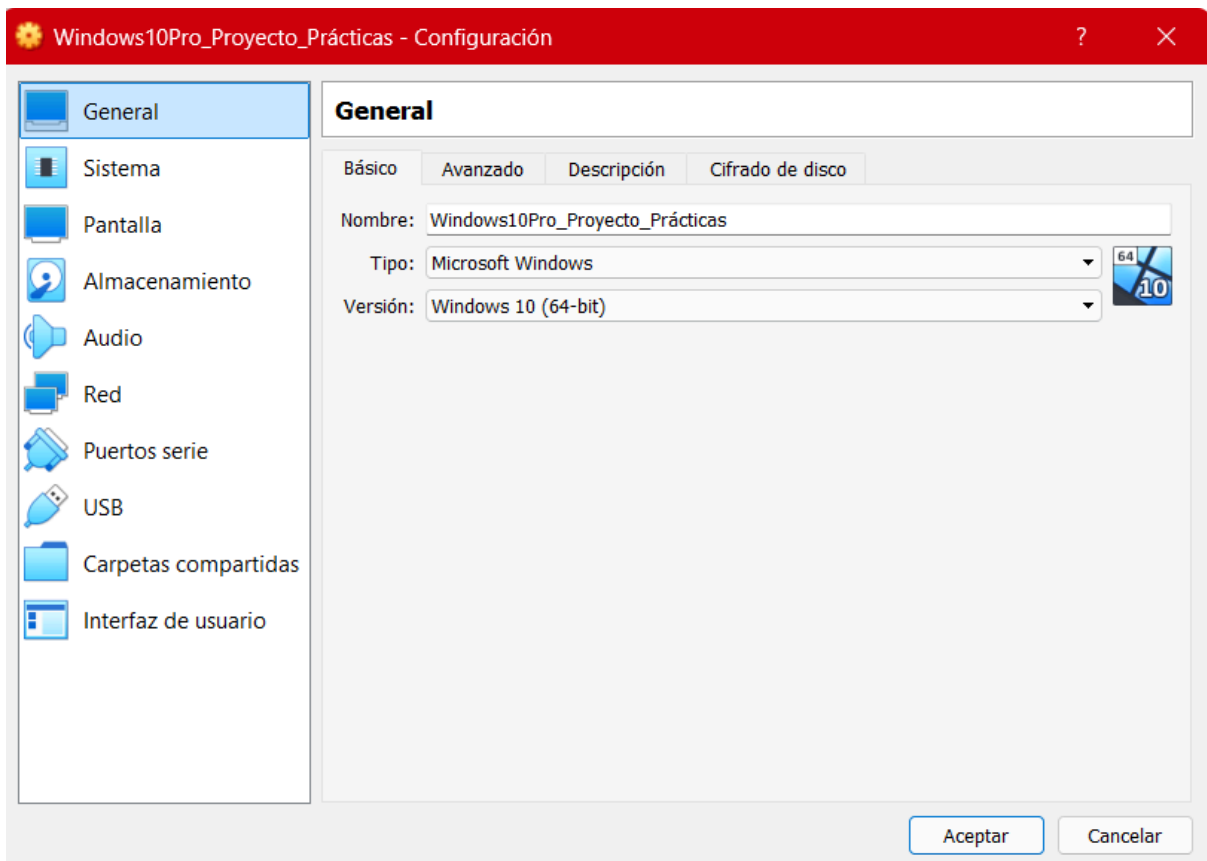 Windows10Pro_Proyecto_Prácticas - Configuración ? ✕
General
Sistema
Pantalla
Almacenamiento
Audio
Red
Puertos serie
USB
Carpetas compartidas
Interfaz de usuario
General
Básico Avanzado Descripción Cifrado de disco
Nombre: Windows10Pro_Proyecto_Prácticas
Tipo: Microsoft Windows
Versión: Windows 10 (64-bit)
64
10
Aceptar Cancelar